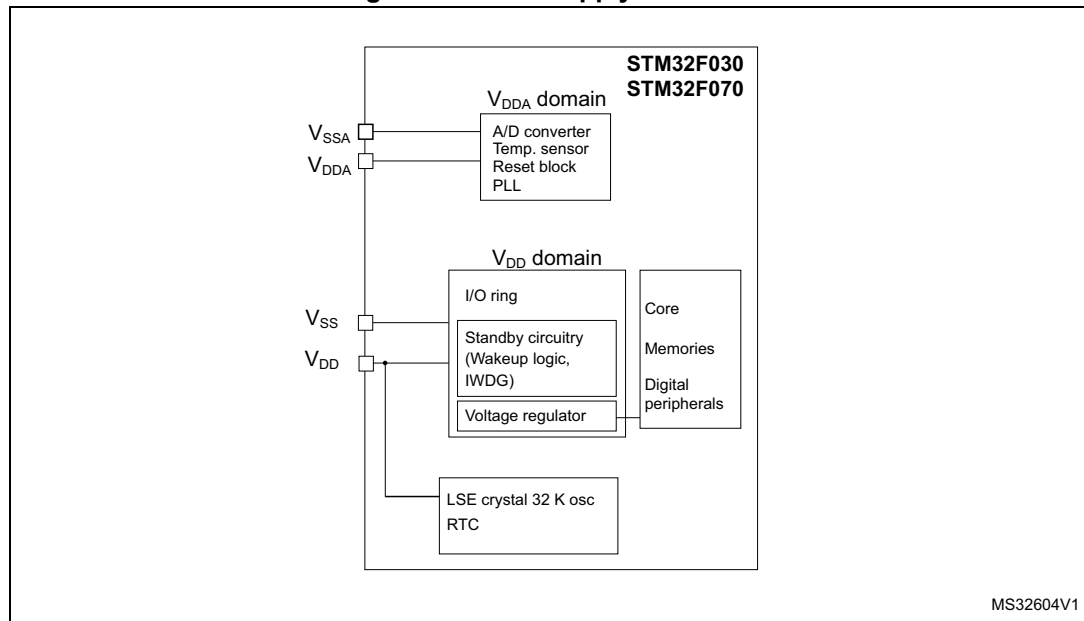 STM32F030
STM32F070
VDDA domain
VSSA
VDDA
A/D converter
Temp. sensor
Reset block
PLL
VDD domain
VSS
VDD
I/O ring
Standby circuitry
(Wakeup logic,
IWDG)
Voltage regulator
Core
Memories
Digital
peripherals
LSE crystal 32 K osc
RTC
MS32604V1